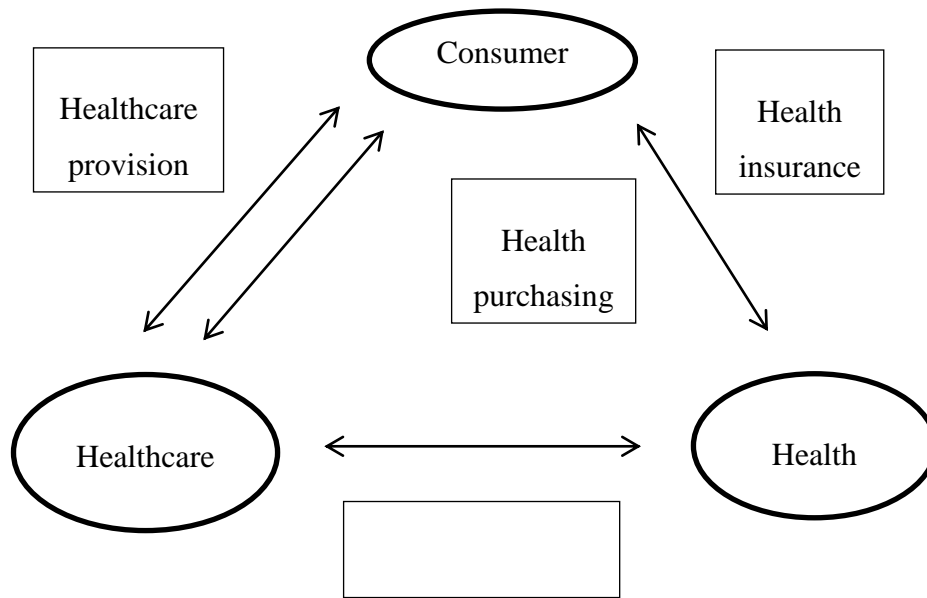 Consumer
Healthcare
provision
Health
insurance
Health
purchasing
Healthcare
Health